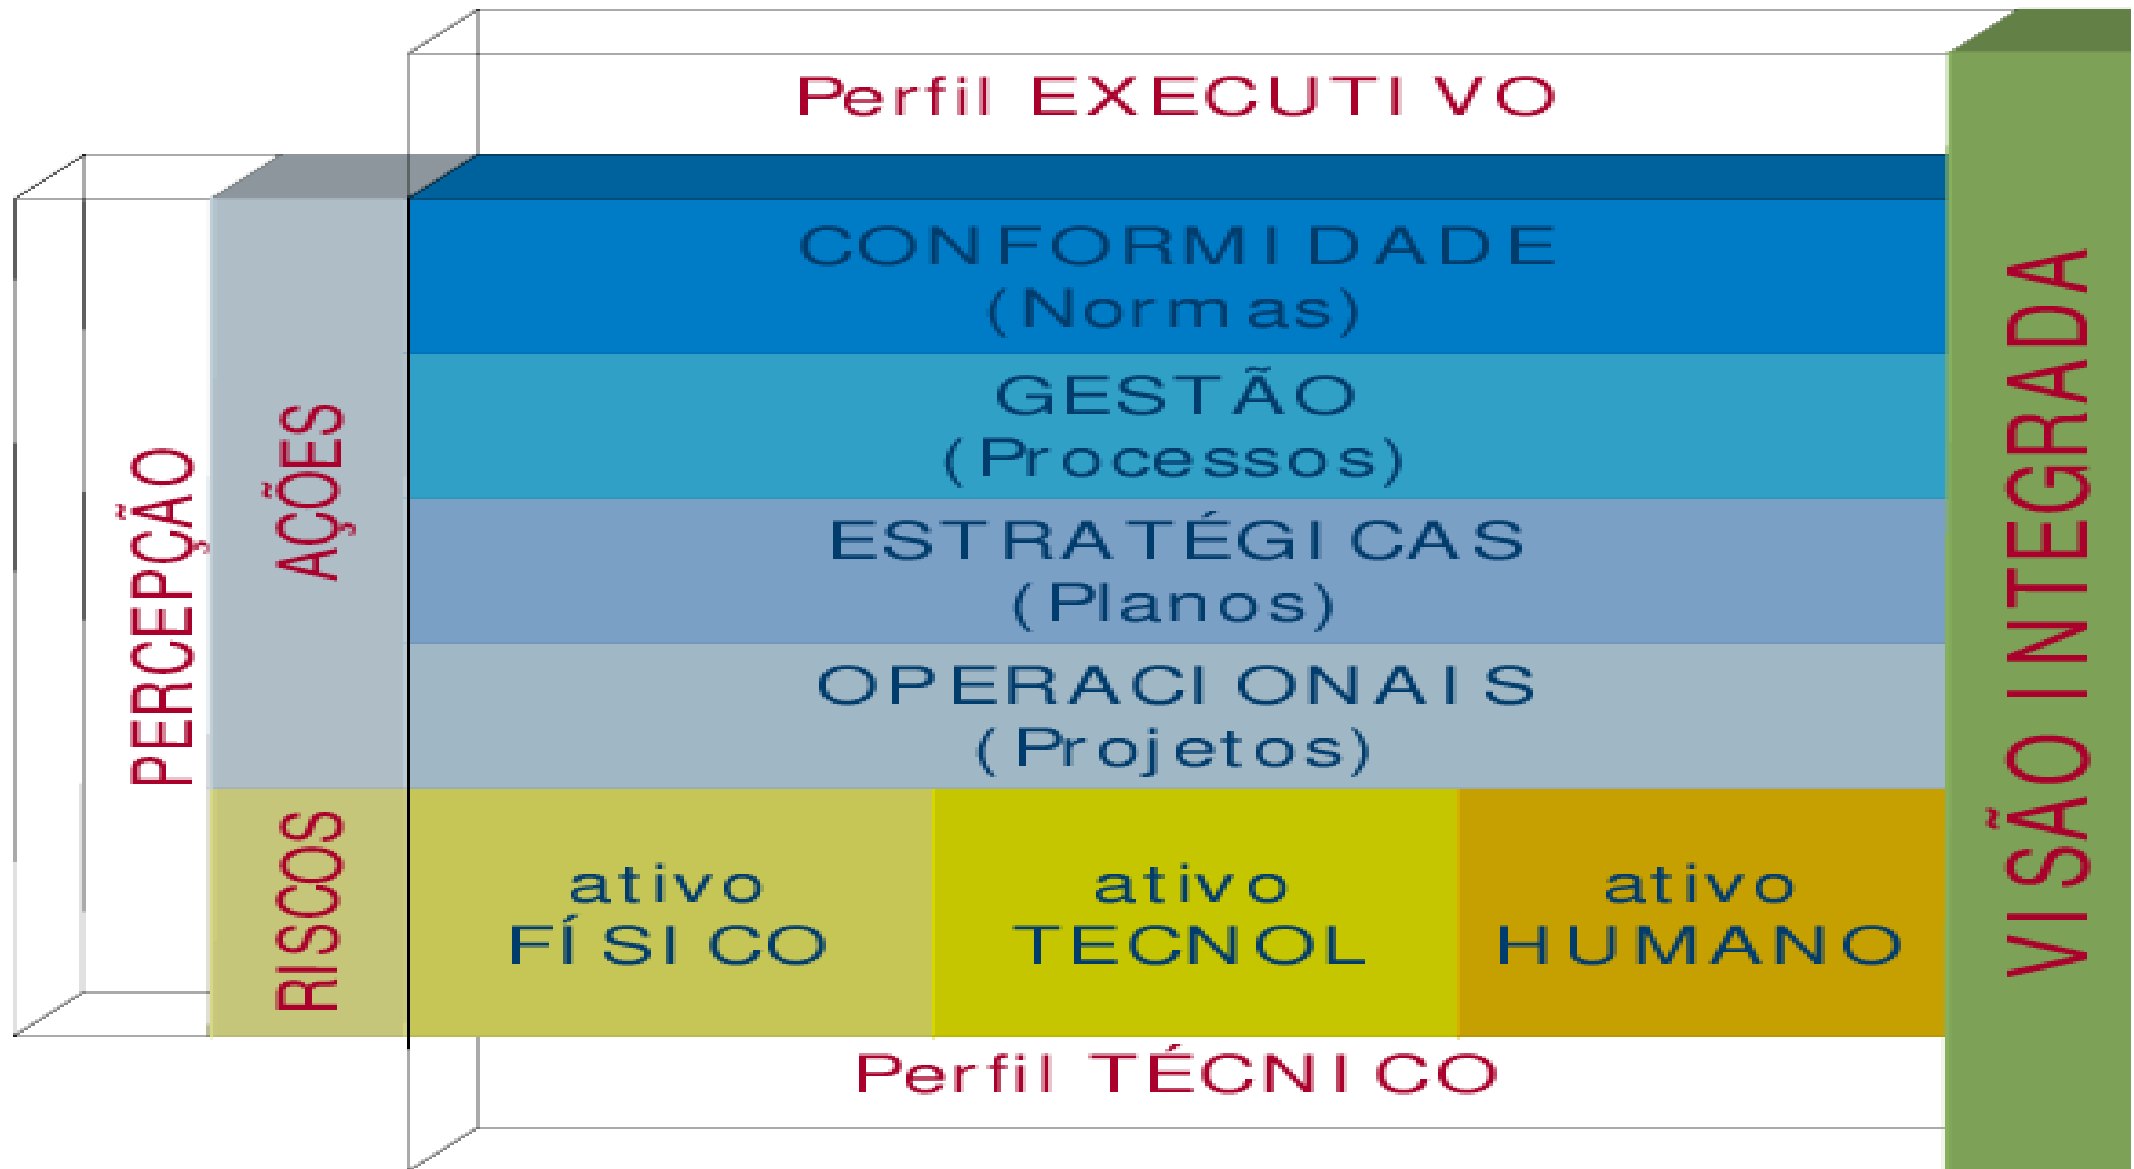 Perfil EXECUTIVO
PERCEPÇÃO
AÇÕES
CONFORMIDADE
(Normas)
GESTÃO
(Processos)
ESTRATÉGICAS
(Planos)
OPERACIONAIS
(Projetos)
RISCOS
ativo
FÍSICO
ativo
TECNOL
ativo
HUMANO
Perfil TÉCNICO
VISÃO INTEGRADA